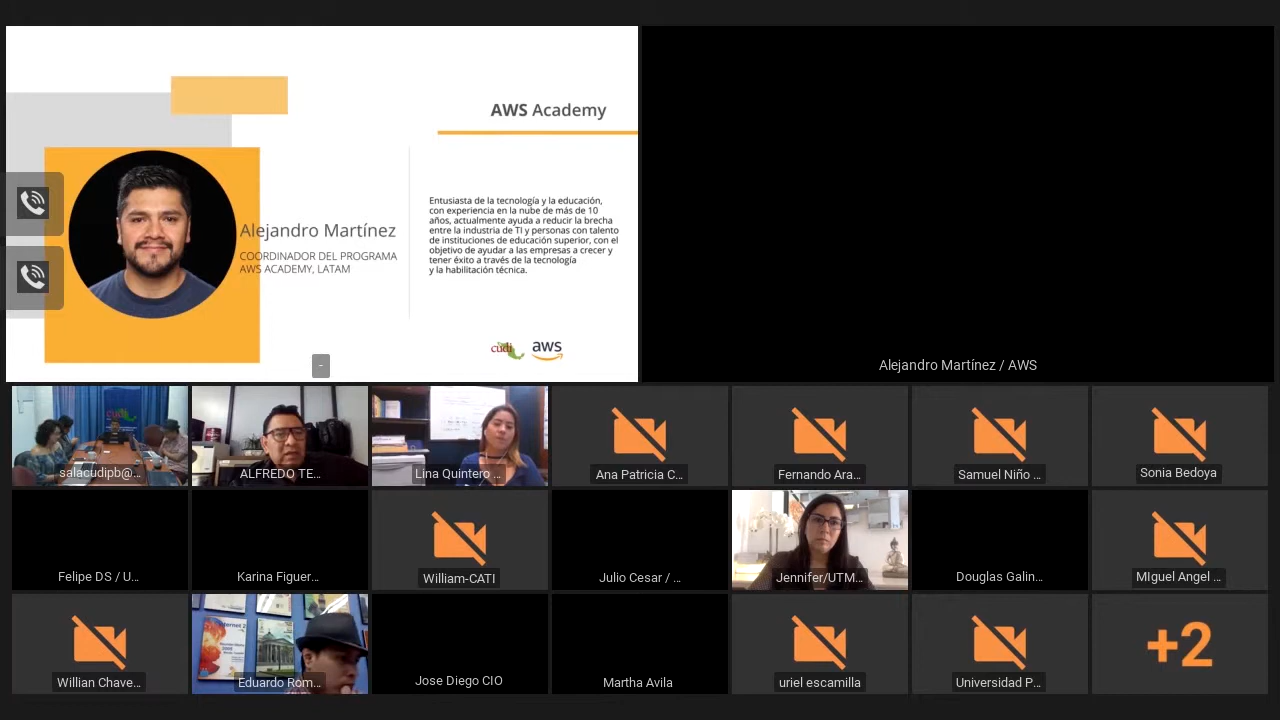 AWS Academy
Alejandro Martínez
COORDINADOR DEL PROGRAMA
AWS ACADEMY, LATAM
Entusiasta de la tecnología y la educación,
con experiencia en la nube de más de 10
años, actualmente ayuda a reducir la brecha
entre la industria de TI y personas con talento
de instituciones de educación superior, con el
objetivo de ayudar a las empresas a crecer y
tener éxito a través de la tecnología
y la habilitación técnica.
cudi
aws
-
Alejandro Martínez / AWS
cudi
salacudipb@...
ALFREDO TE...
Lina Quintero ...
Ana Patricia C...
Fernando Ara...
Samuel Niño ...
Sonia Bedoya
Felipe DS / U...
Karina Figuer...
William-CATI
Julio Cesar / ...
Jennifer/UTM...
Douglas Galin...
MIguel Angel ...
Willian Chave...
Eduardo Rom...
Jose Diego CIO
Martha Avila
uriel escamilla
Universidad P...
+2